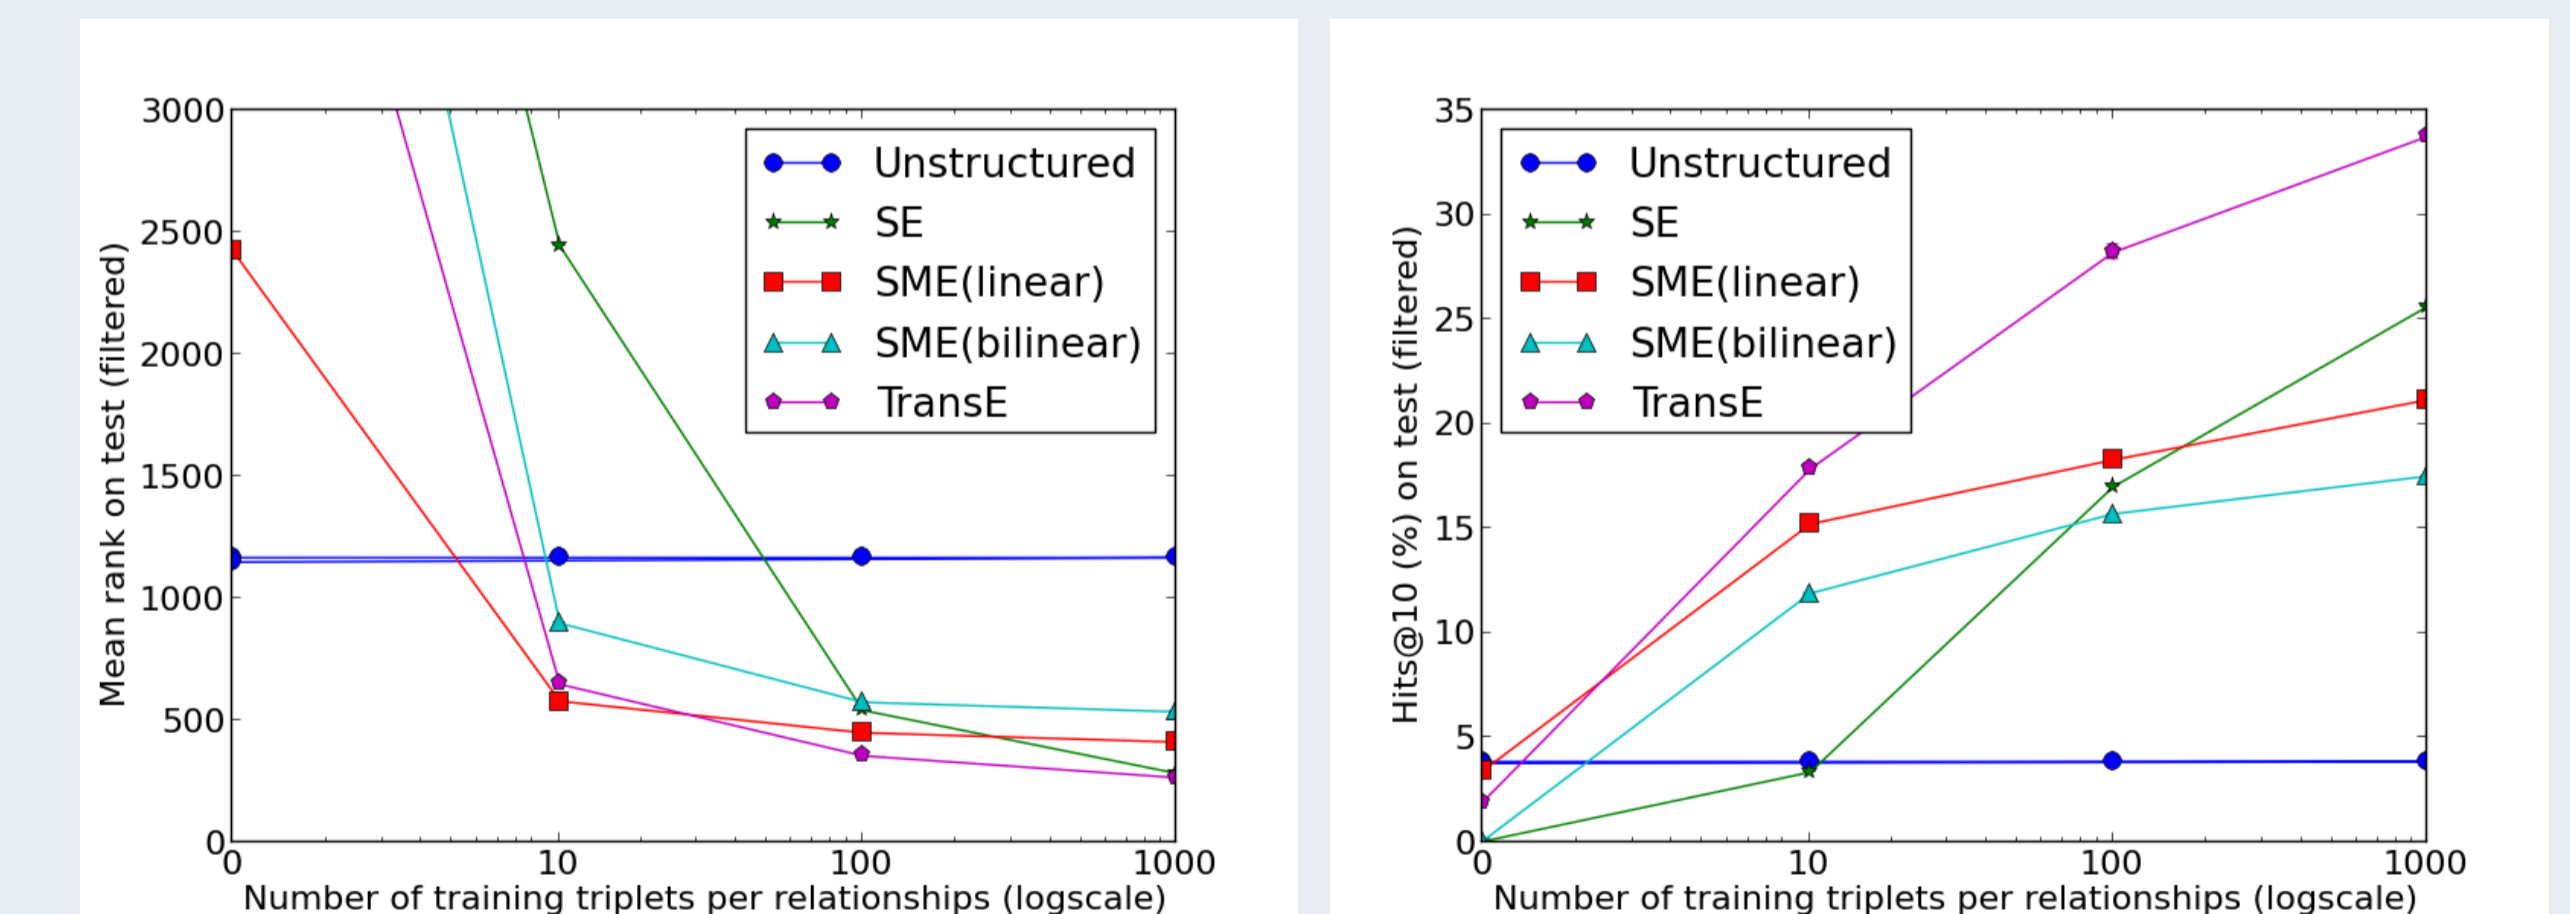 3000
2500
2000
1500
1000
500
0
Mean rank on test (filtered)
Unstructured
SE
SME(linear)
SME(bilinear)
TransE
0 10 100 1000
Number of training triplets per relationships (logscale)
35
30
25
20
15
10
5
0
Hits@10 (%) on test (filtered)
Unstructured
SE
SME(linear)
SME(bilinear)
TransE
0 10 100 1000
Number of training triplets per relationships (logscale)